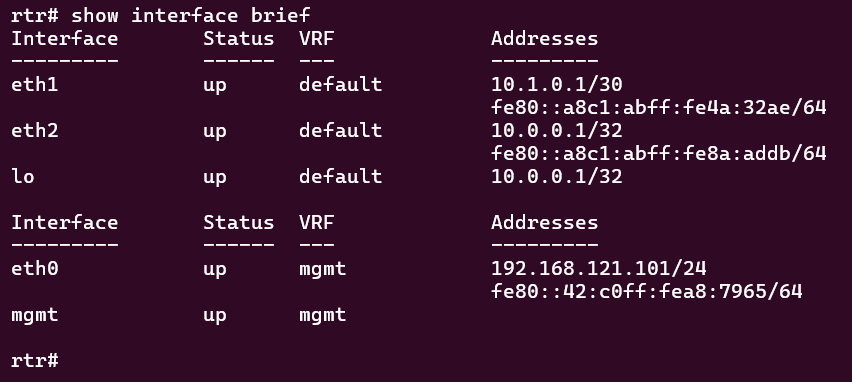 rtr# show interface brief
Interface       Status  VRF             Addresses
---------       ------  ---             ---------
eth1            up      default         10.1.0.1/30
                                        fe80::a8c1:abff:fe4a:32ae/64
eth2            up      default         10.0.0.1/32
                                        fe80::a8c1:abff:fe8a:addb/64
lo              up      default         10.0.0.1/32

Interface       Status  VRF             Addresses
---------       ------  ---             ---------
eth0            up      mgmt            192.168.121.101/24
                                        fe80::42:c0ff:fea8:7965/64
mgmt            up      mgmt

rtr#